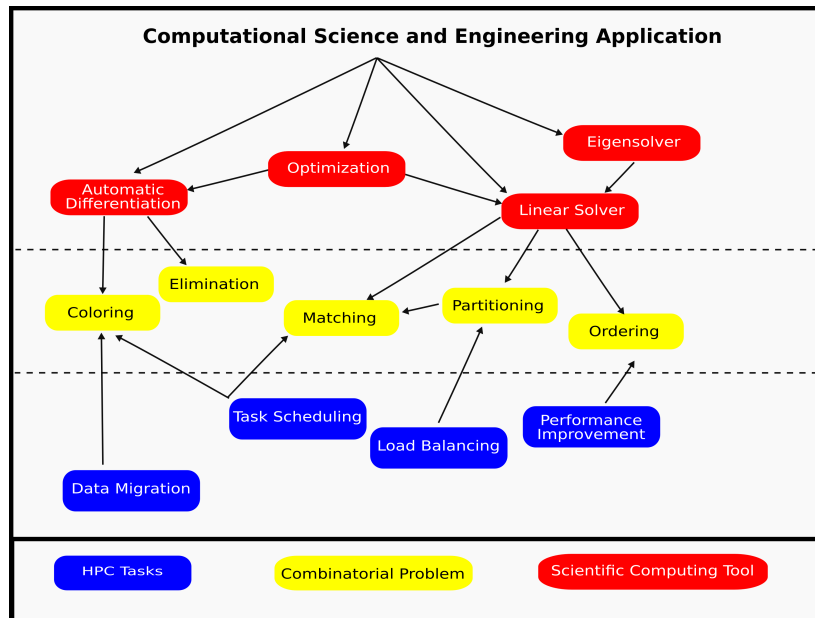 Computational Science and Engineering Application
Eigensolver
Optimization
Automatic
Differentiation
Linear Solver
Elimination
Coloring
Matching
Partitioning
Ordering
Task Scheduling
Load Balancing
Performance
Improvement
Data Migration
HPC Tasks
Combinatorial Problem
Scientific Computing Tool